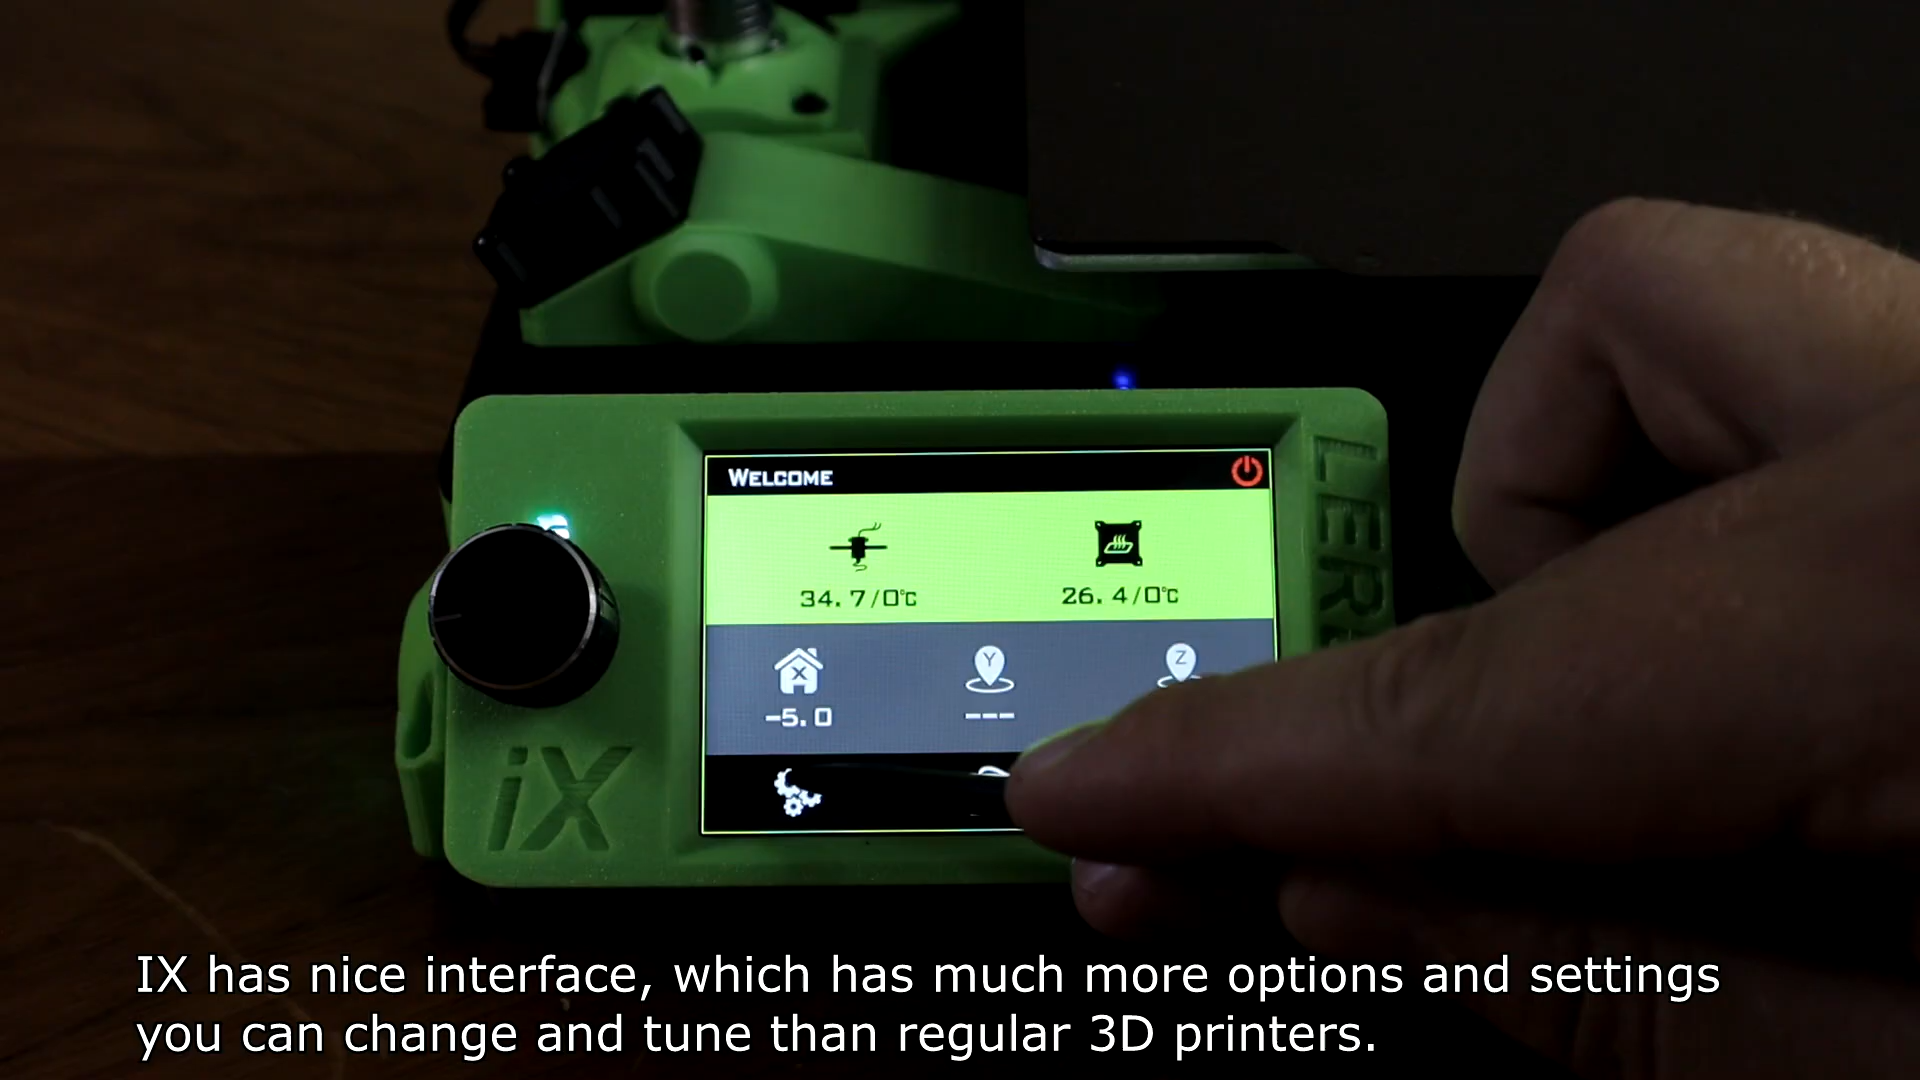 WELCOME
34.7/0°C
26.4/0°C
X
Y
Z
-5.0
---
iX
LER
IX has nice interface, which has much more options and settings
you can change and tune than regular 3D printers.